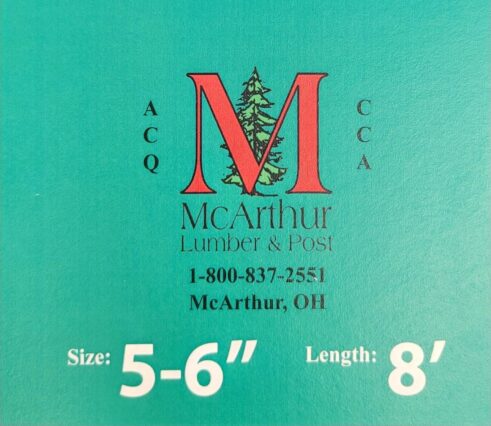 A
C
Q
C
C
A
M
McArthur
Lumber & Post
1-800-837-2551
McArthur, OH
Size: 5-6” Length: 8’